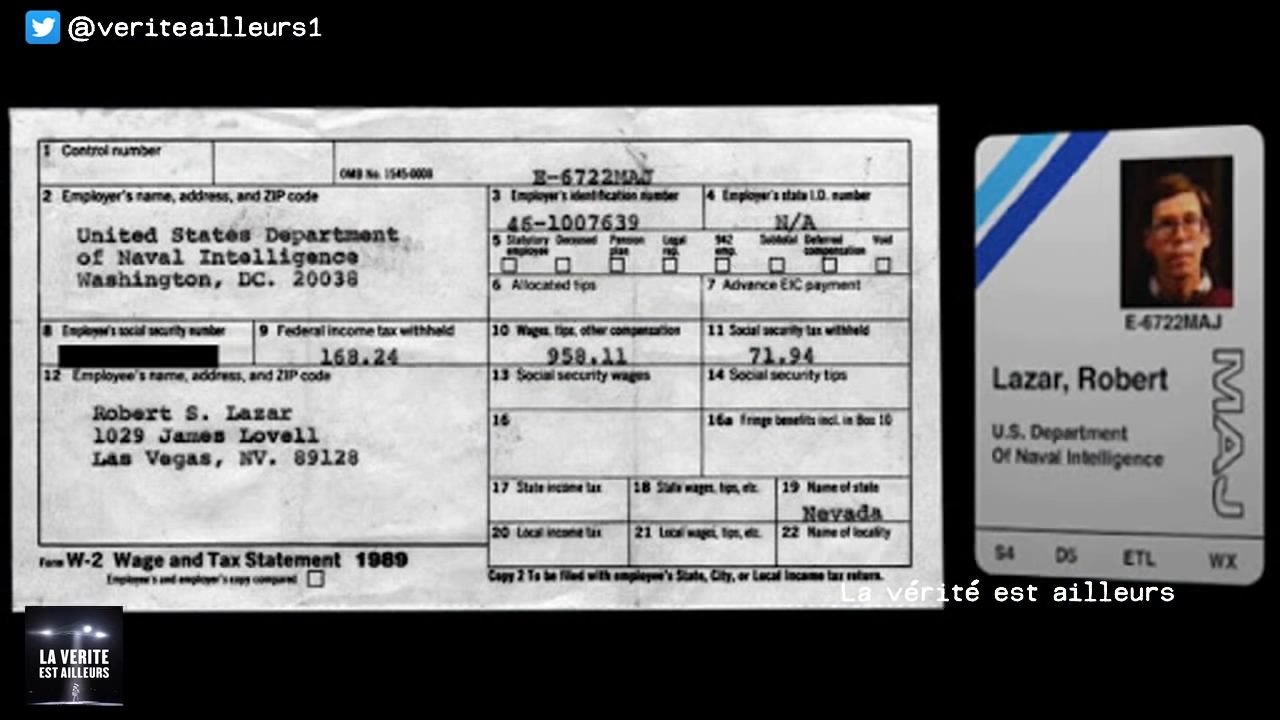 @veriteailleurs1
1 Control number
OMB No. 1545-0008
E-6722MAJ
2 Employer's name, address, and ZIP code
United States Department
of Naval Intelligence
Washington, DC. 20038
3 Employer's identification number
46-1007639
4 Employer's state I.D. number
N/A
5 Statutory employee
Deceased
Pension plan
Legal rep.
942 emp.
Subtotal
Deferred compensation
Void
6 Allocated tips
7 Advance EIC payment
8 Employee's social security number
9 Federal income tax withheld
168.24
10 Wages, tips, other compensation
958.11
11 Social security tax withheld
71.94
12 Employee's name, address, and ZIP code
Robert S. Lazar
1029 James Lovell
Las Vegas, NV. 89128
13 Social security wages
14 Social security tips
16
16a Fringe benefits incl. in Box 10
17 State income tax
18 State wages, tips, etc.
19 Name of state
Nevada
20 Local income tax
21 Local wages, tips, etc.
22 Name of locality
Form W-2 Wage and Tax Statement 1989
Employee's and employer's copy compared
Copy 2 To be filed with employee's State, City, or Local income tax return.
E-6722MAJ
Lazar, Robert
MAJ
U.S. Department
Of Naval Intelligence
S4 D5 ETL WX
La vérité est ailleurs
LA VERITE
EST AILLEURS